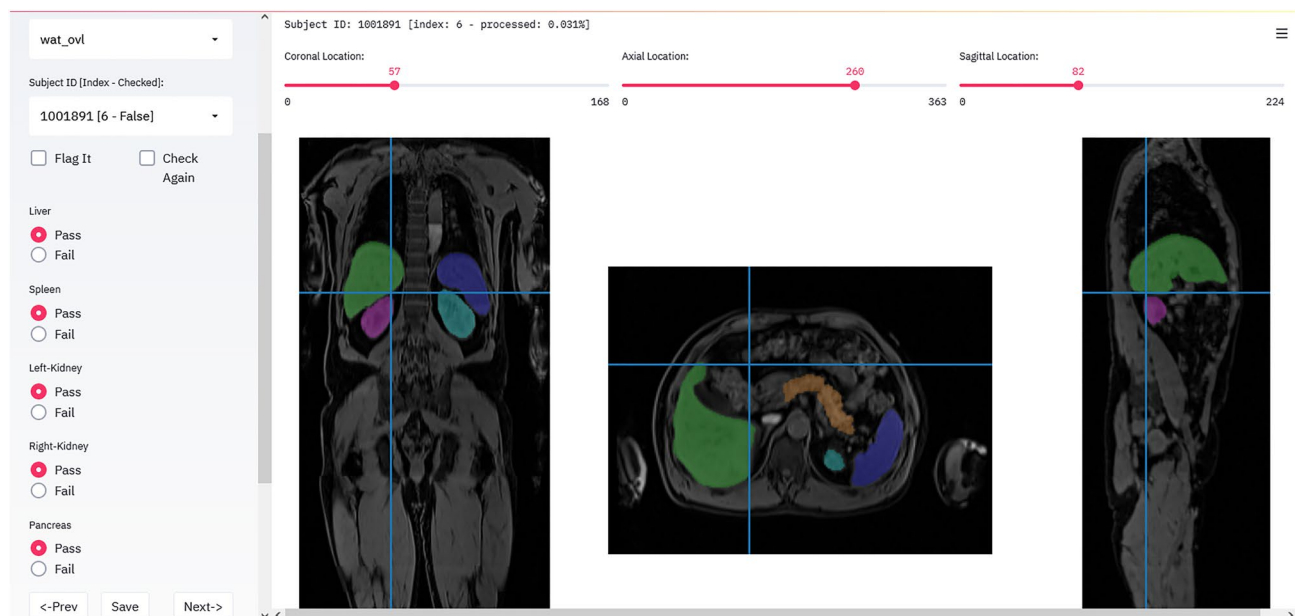 Subject ID: 1001891 [index: 6 - processed: 0.031%]
wat_ovl
Subject ID [Index - Checked]:
1001891 [6 - False]
Flag It
Check
Again
Liver
Pass
Fail
Spleen
Pass
Fail
Left-Kidney
Pass
Fail
Right-Kidney
Pass
Fail
Pancreas
Pass
Fail
<-Prev
Save
Next->
Coronal Location:
57
0
168
Axial Location:
260
0
363
Sagittal Location:
82
0
224